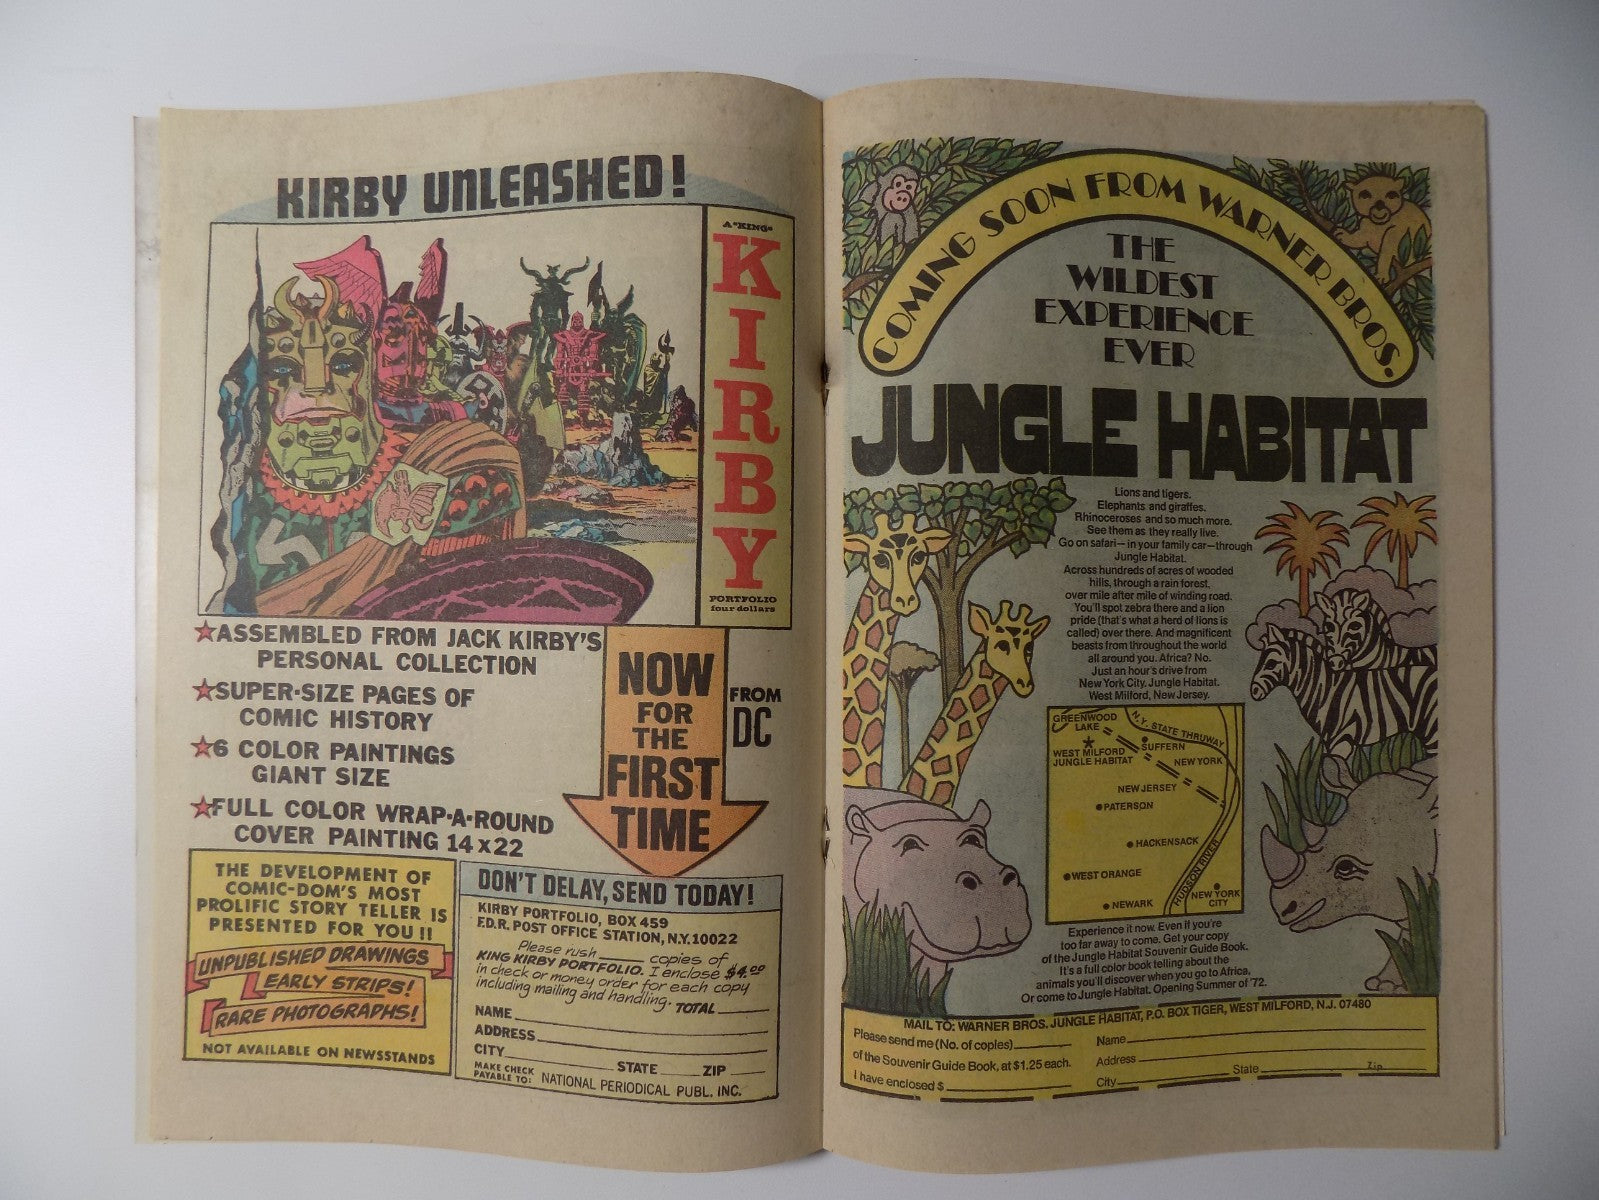 KIRBY UNLEASHED!
A "KING"
KIRBY
PORTFOLIO
four dollars
★ASSEMBLED FROM JACK KIRBY'S
PERSONAL COLLECTION
★SUPER-SIZE PAGES OF
COMIC HISTORY
★6 COLOR PAINTINGS
GIANT SIZE
★FULL COLOR WRAP-A-ROUND
COVER PAINTING 14x22
NOW
FOR
THE
FIRST
TIME
FROM
DC
THE DEVELOPMENT OF
COMIC-DOM'S MOST
PROLIFIC STORY TELLER IS
PRESENTED FOR YOU!!
UNPUBLISHED DRAWINGS
EARLY STRIPS!
RARE PHOTOGRAPHS!
NOT AVAILABLE ON NEWSSTANDS
DON'T DELAY, SEND TODAY!
KIRBY PORTFOLIO, BOX 459
F.D.R. POST OFFICE STATION, N.Y. 10022
Please rush ______ copies of
KING KIRBY PORTFOLIO. I enclose $4.00
in check or money order for each copy
including mailing and handling. TOTAL ______
NAME
ADDRESS
CITY STATE ZIP
MAKE CHECK
PAYABLE TO: NATIONAL PERIODICAL PUBL. INC.
COMING SOON FROM WARNER BROS.
THE
WILDEST
EXPERIENCE
EVER
JUNGLE HABITAT
Lions and tigers.
Elephants and giraffes.
Rhinoceroses and so much more.
See them as they really live.
Go on safari—in your family car—through
Jungle Habitat.
Across hundreds of acres of wooded
hills, through a rain forest,
over mile after mile of winding road.
You'll spot zebra there and a lion
pride (that's what a herd of lions is
called) over there. And magnificent
beasts from throughout the world
all around you. Africa? No.
Just an hour's drive from
New York City. Jungle Habitat.
West Milford, New Jersey.
GREENWOOD
LAKE
N.Y. STATE THRUWAY
SUFFERN
WEST MILFORD
JUNGLE HABITAT
NEW YORK
NEW JERSEY
PATERSON
HACKENSACK
HUDSON RIVER
WEST ORANGE
NEW YORK
CITY
NEWARK
Experience it now. Even if you're
too far away to come. Get your copy
of the Jungle Habitat Souvenir Guide Book.
It's a full color book telling about the
animals you'll discover when you go to Africa.
Or come to Jungle Habitat. Opening Summer of '72.
MAIL TO: WARNER BROS. JUNGLE HABITAT, P.O. BOX TIGER, WEST MILFORD, N.J. 07480
Please send me (No. of copies)______
of the Souvenir Guide Book, at $1.25 each.
I have enclosed $______
Name
Address
City State Zip